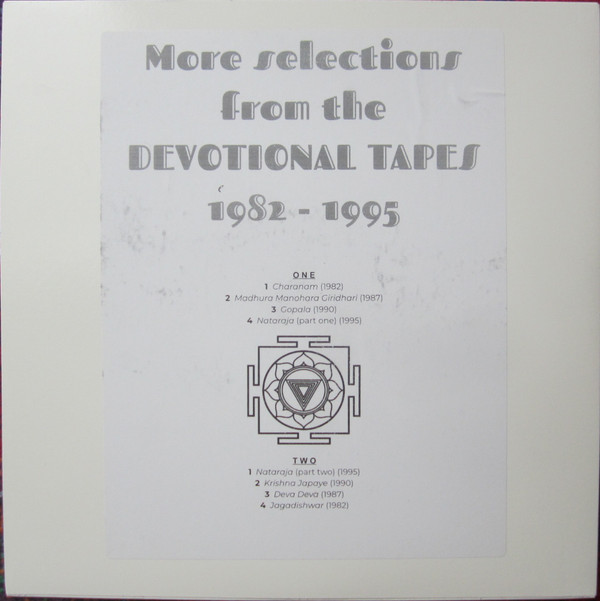 More selections
from the
DEVOTIONAL TAPES
1982 - 1995
ONE
1 Charanam (1982)
2 Madhura Manohara Giridhari (1987)
3 Gopala (1990)
4 Nataraja (part one) (1995)
TWO
1 Nataraja (part two) (1995)
2 Krishna Japaye (1990)
3 Deva Deva (1987)
4 Jagadishwar (1982)